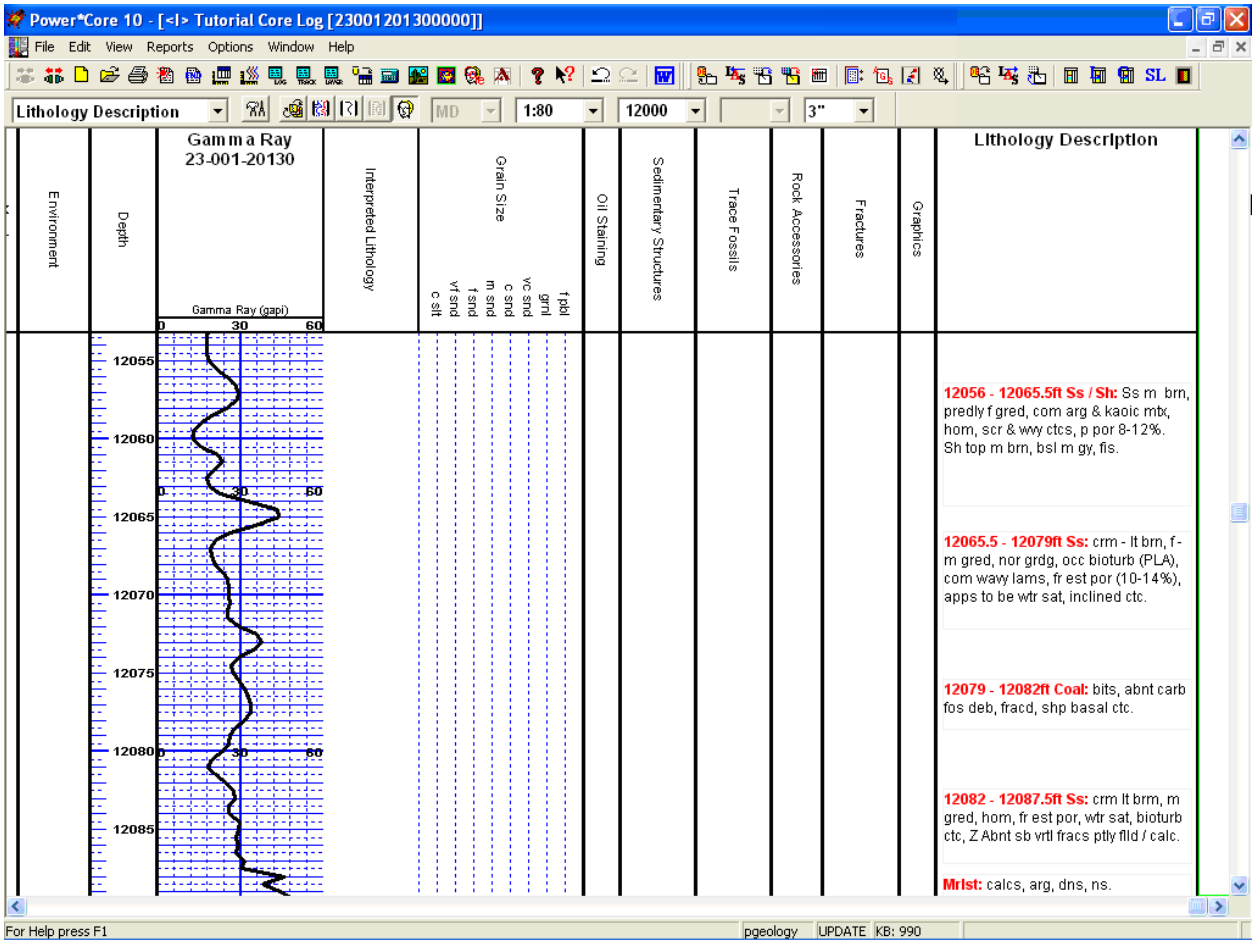 Power*Core 10 - [<I> Tutorial Core Log [23001201300000]]
File Edit View Reports Options Window Help
SL
Lithology Description MD 1:80 12000 3"
Environment
Depth
Gamma Ray
23-001-20130
Gamma Ray (gapi)
0 30 60
Interpreted Lithology
Grain Size
c slt
vf snd
f snd
m snd
c snd
vc snd
grnl
f pbl
Oil Staining
Sedimentary Structures
Trace Fossils
Rock Accessories
Fractures
Graphics
Lithology Description
12055
12060
0 30 60
12065
12070
12075
12080
0 30 60
12085
12056 - 12065.5ft Ss / Sh: Ss m brn,
predly f gred, com arg & kaoic mtx,
hom, scr & wvy ctcs, p por 8-12%.
Sh top m brn, bsl m gy, fis.
12065.5 - 12079ft Ss: crm - lt brn, f -
m gred, nor grdg, occ bioturb (PLA),
com wavy lams, fr est por (10-14%),
apps to be wtr sat, inclined ctc.
12079 - 12082ft Coal: bits, abnt carb
fos deb, fracd, shp basal ctc.
12082 - 12087.5ft Ss: crm lt brm, m
gred, hom, fr est por, wtr sat, bioturb
ctc, Z Abnt sb vrtl fracs ptly flld / calc.
Mrlst: calcs, arg, dns, ns.
For Help press F1
pgeology UPDATE KB: 990